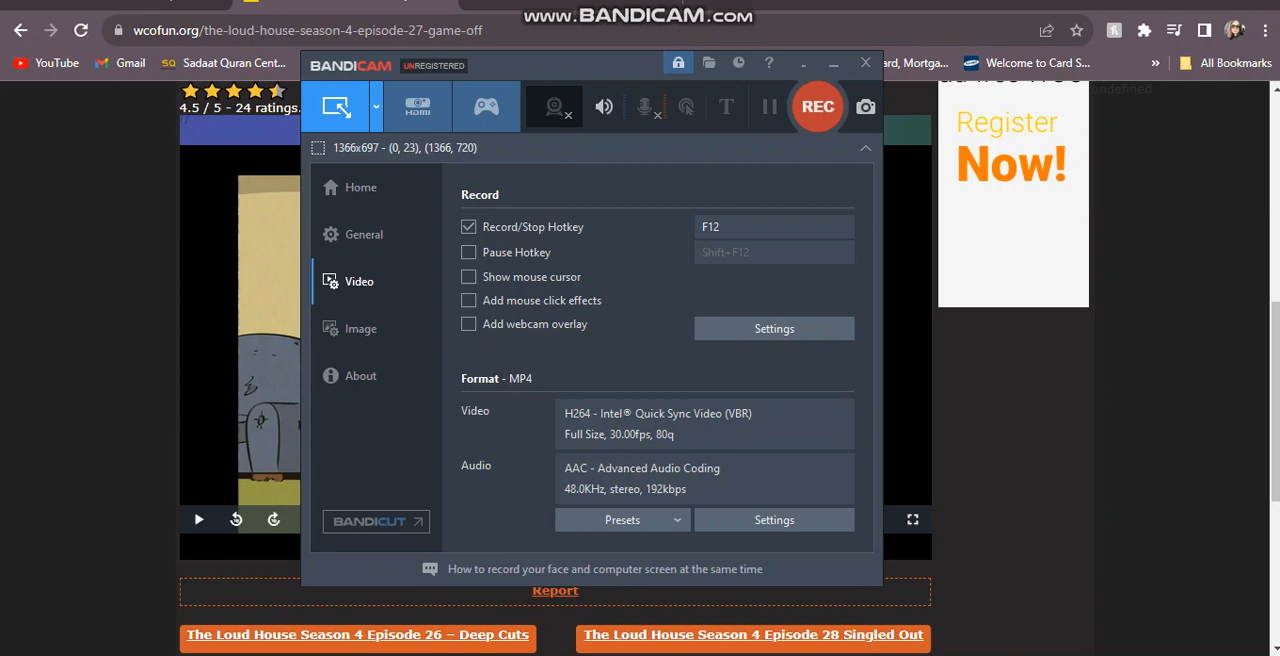 www.BANDICAM.com
wcofun.org/the-loud-house-season-4-episode-27-game-off
YouTube
Gmail
SQ Sadaat Quran Cent...
ard, Mortga...
Welcome to Card S...
»
All Bookmarks
BANDICAM UNREGISTERED
4.5 / 5 - 24 ratings.
HDMI
T
REC
undefined
Register
Now!
1366x697 - (0, 23), (1366, 720)
Home
General
Video
Image
About
BANDICUT
Record
Record/Stop Hotkey F12
Pause Hotkey Shift+F12
Show mouse cursor
Add mouse click effects
Add webcam overlay
Settings
Format - MP4
Video
H264 - Intel® Quick Sync Video (VBR)
Full Size, 30.00fps, 80q
Audio
AAC - Advanced Audio Coding
48.0KHz, stereo, 192kbps
Presets
Settings
How to record your face and computer screen at the same time
Report
The Loud House Season 4 Episode 26 – Deep Cuts
The Loud House Season 4 Episode 28 Singled Out